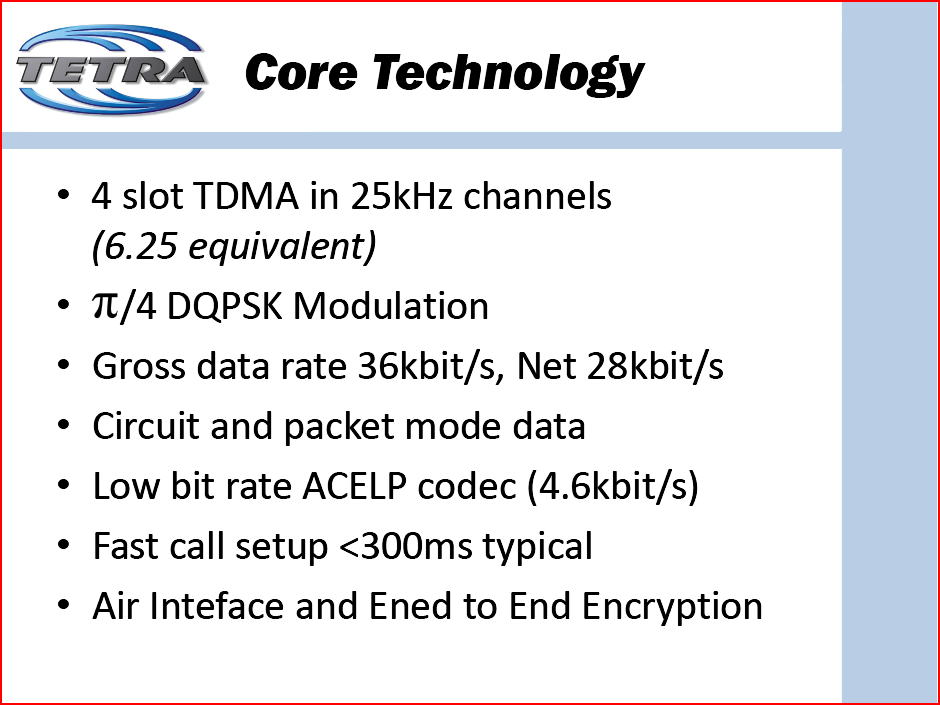 TETRA
Core Technology
• 4 slot TDMA in 25kHz channels
(6.25 equivalent)
• π/4 DQPSK Modulation
• Gross data rate 36kbit/s, Net 28kbit/s
• Circuit and packet mode data
• Low bit rate ACELP codec (4.6kbit/s)
• Fast call setup <300ms typical
• Air Inteface and Ened to End Encryption